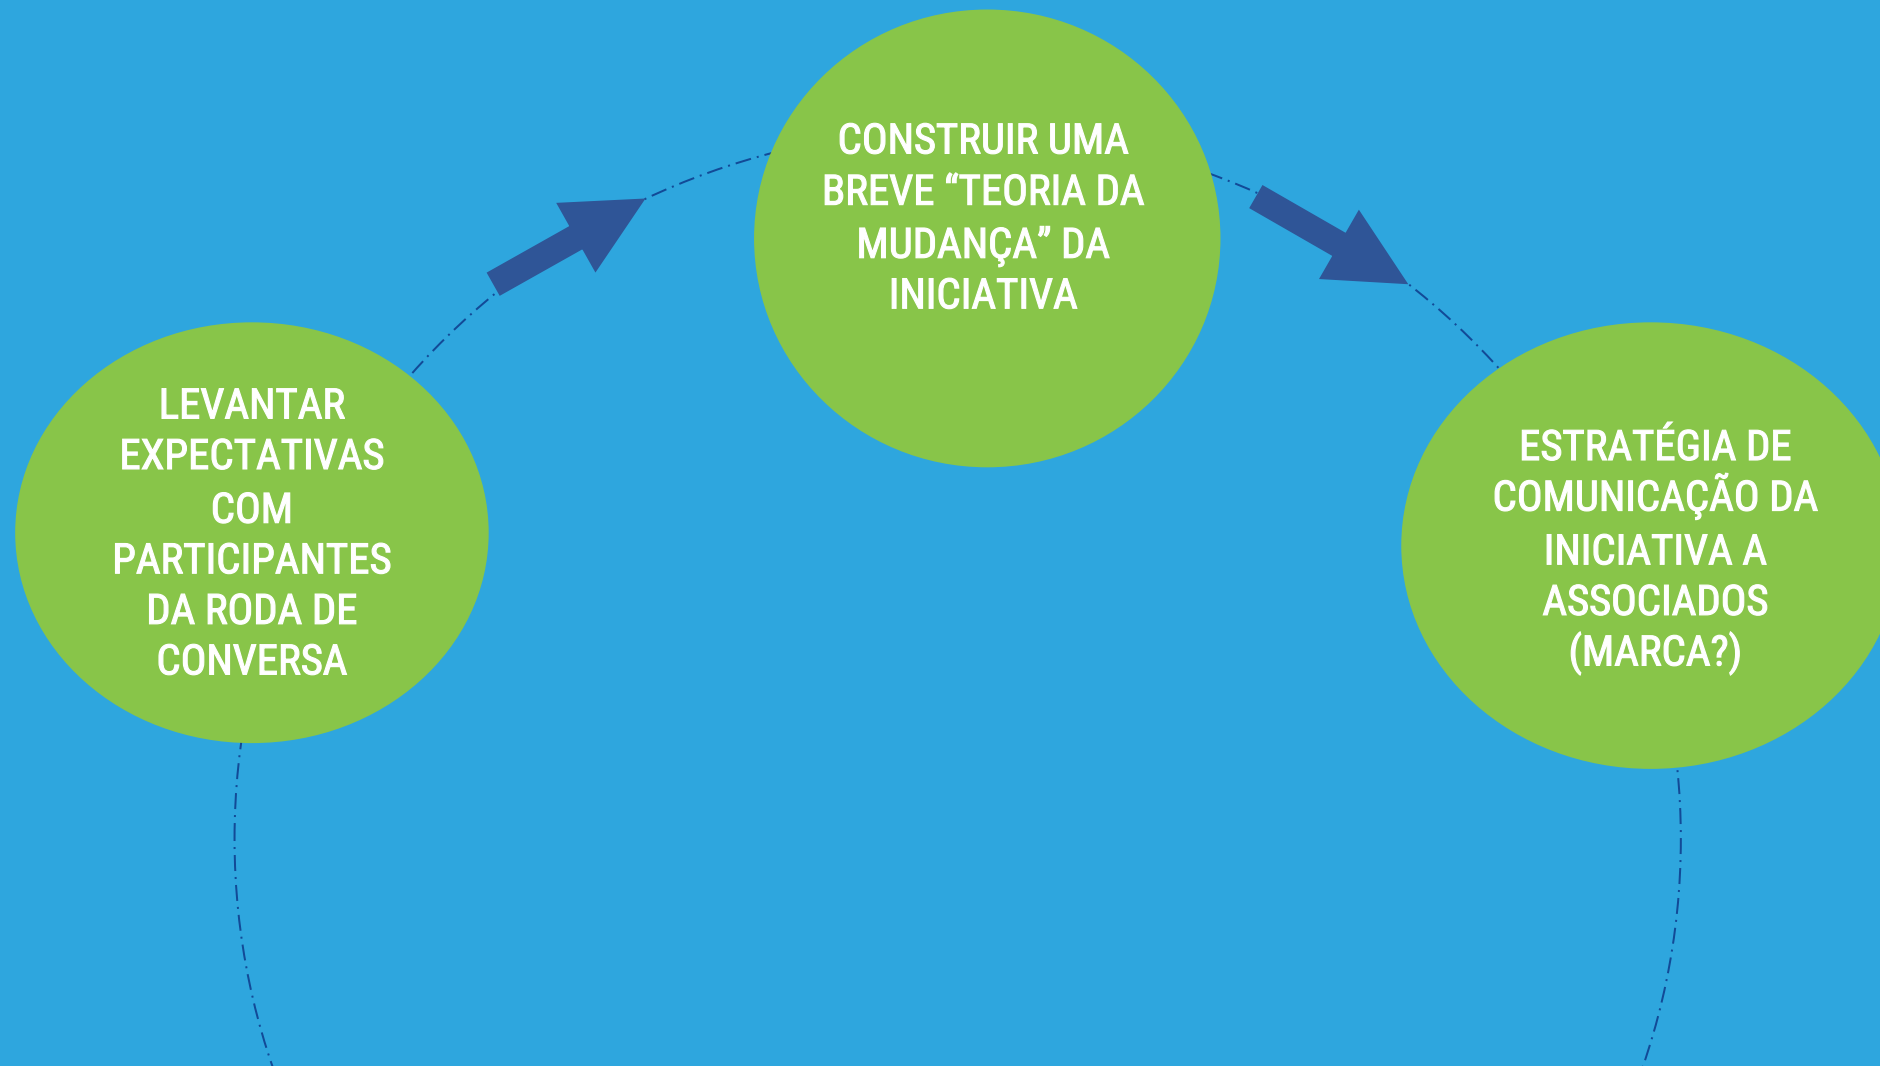 CONSTRUIR UMA
BREVE “TEORIA DA
MUDANÇA” DA
INICIATIVA
LEVANTAR
EXPECTATIVAS
COM
PARTICIPANTES
DA RODA DE
CONVERSA
ESTRATÉGIA DE
COMUNICAÇÃO DA
INICIATIVA A
ASSOCIADOS
(MARCA?)